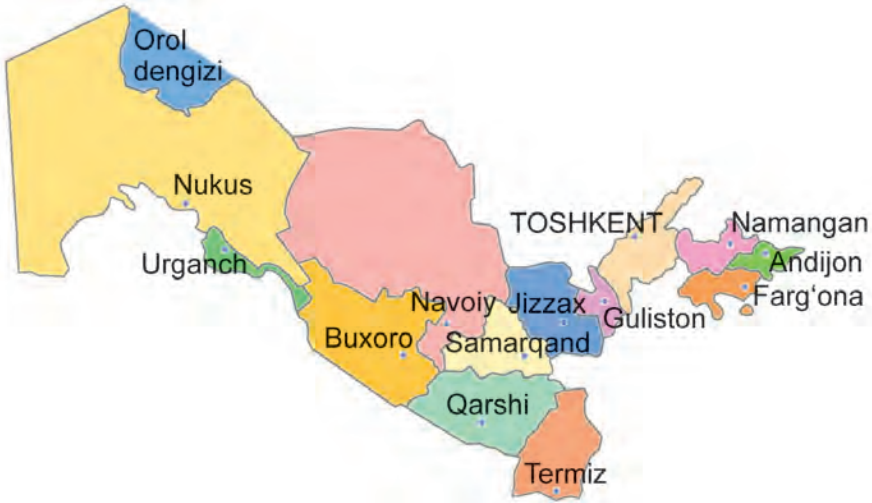 Orol
dengizi
Nukus
Urganch
TOSHKENT
Namangan
Andijon
Farg‘ona
Navoiy
Jizzax
Guliston
Buxoro
Samarqand
Qarshi
Termiz